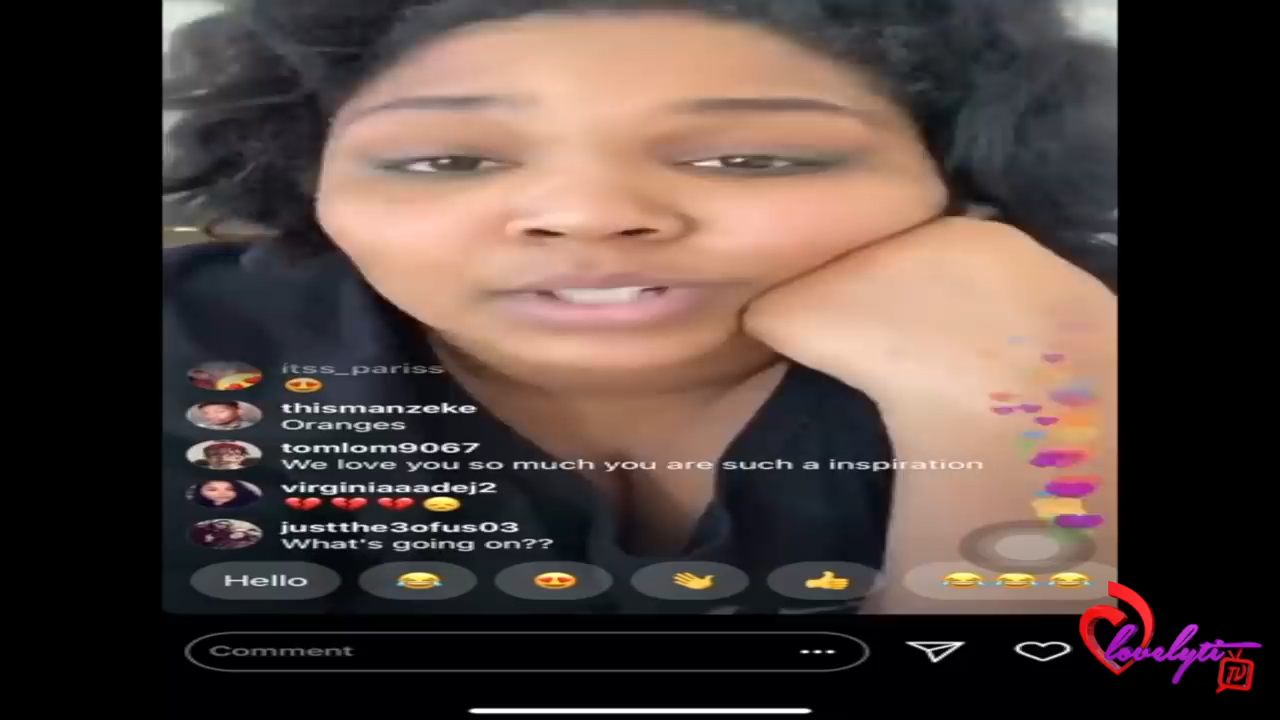 itss_pariss
thismanzeke
Oranges
tomlom9067
We love you so much you are such a inspiration
virginiaaadej2
justthe3ofus03
What's going on??
Hello
Comment
lovelyti
TV